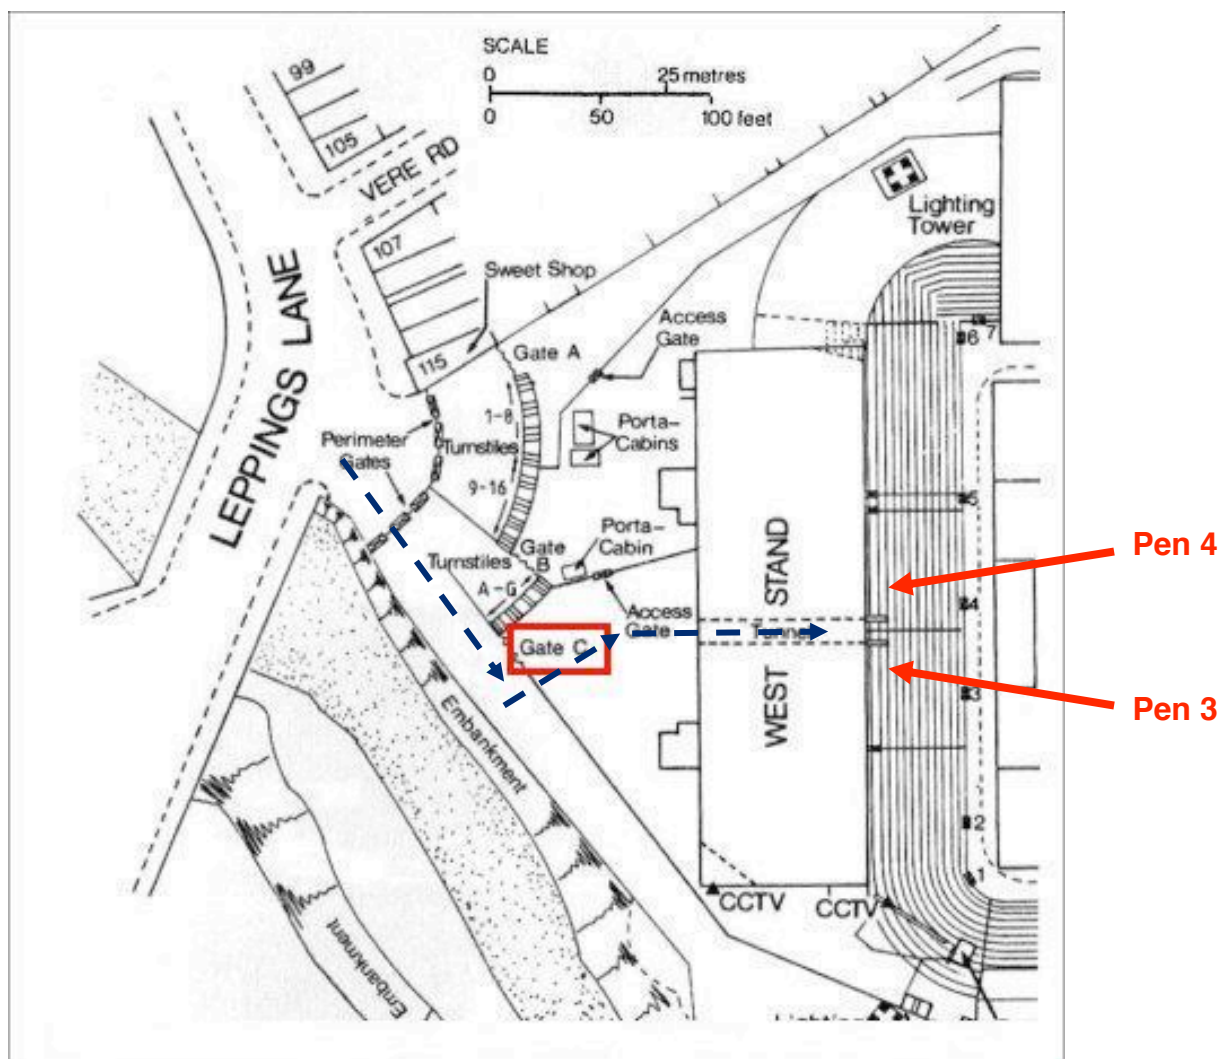 SCALE
0 25 metres
0 50 100 feet
99
105
VERE RD
107
115
LEPPINGS LANE
Sweet Shop
Lighting
Tower
Gate A
Access
Gate
1-8
Turnstiles
9-16
Perimeter
Gates
Porta-
Cabins
7
6
5
Gate
B
Turnstiles
A-G
Porta-
Cabin
Access
Gate
Gate C
Tunnel
WEST STAND
4
3
2
1
Pen 4
Pen 3
Embankment
Embankment
CCTV
CCTV